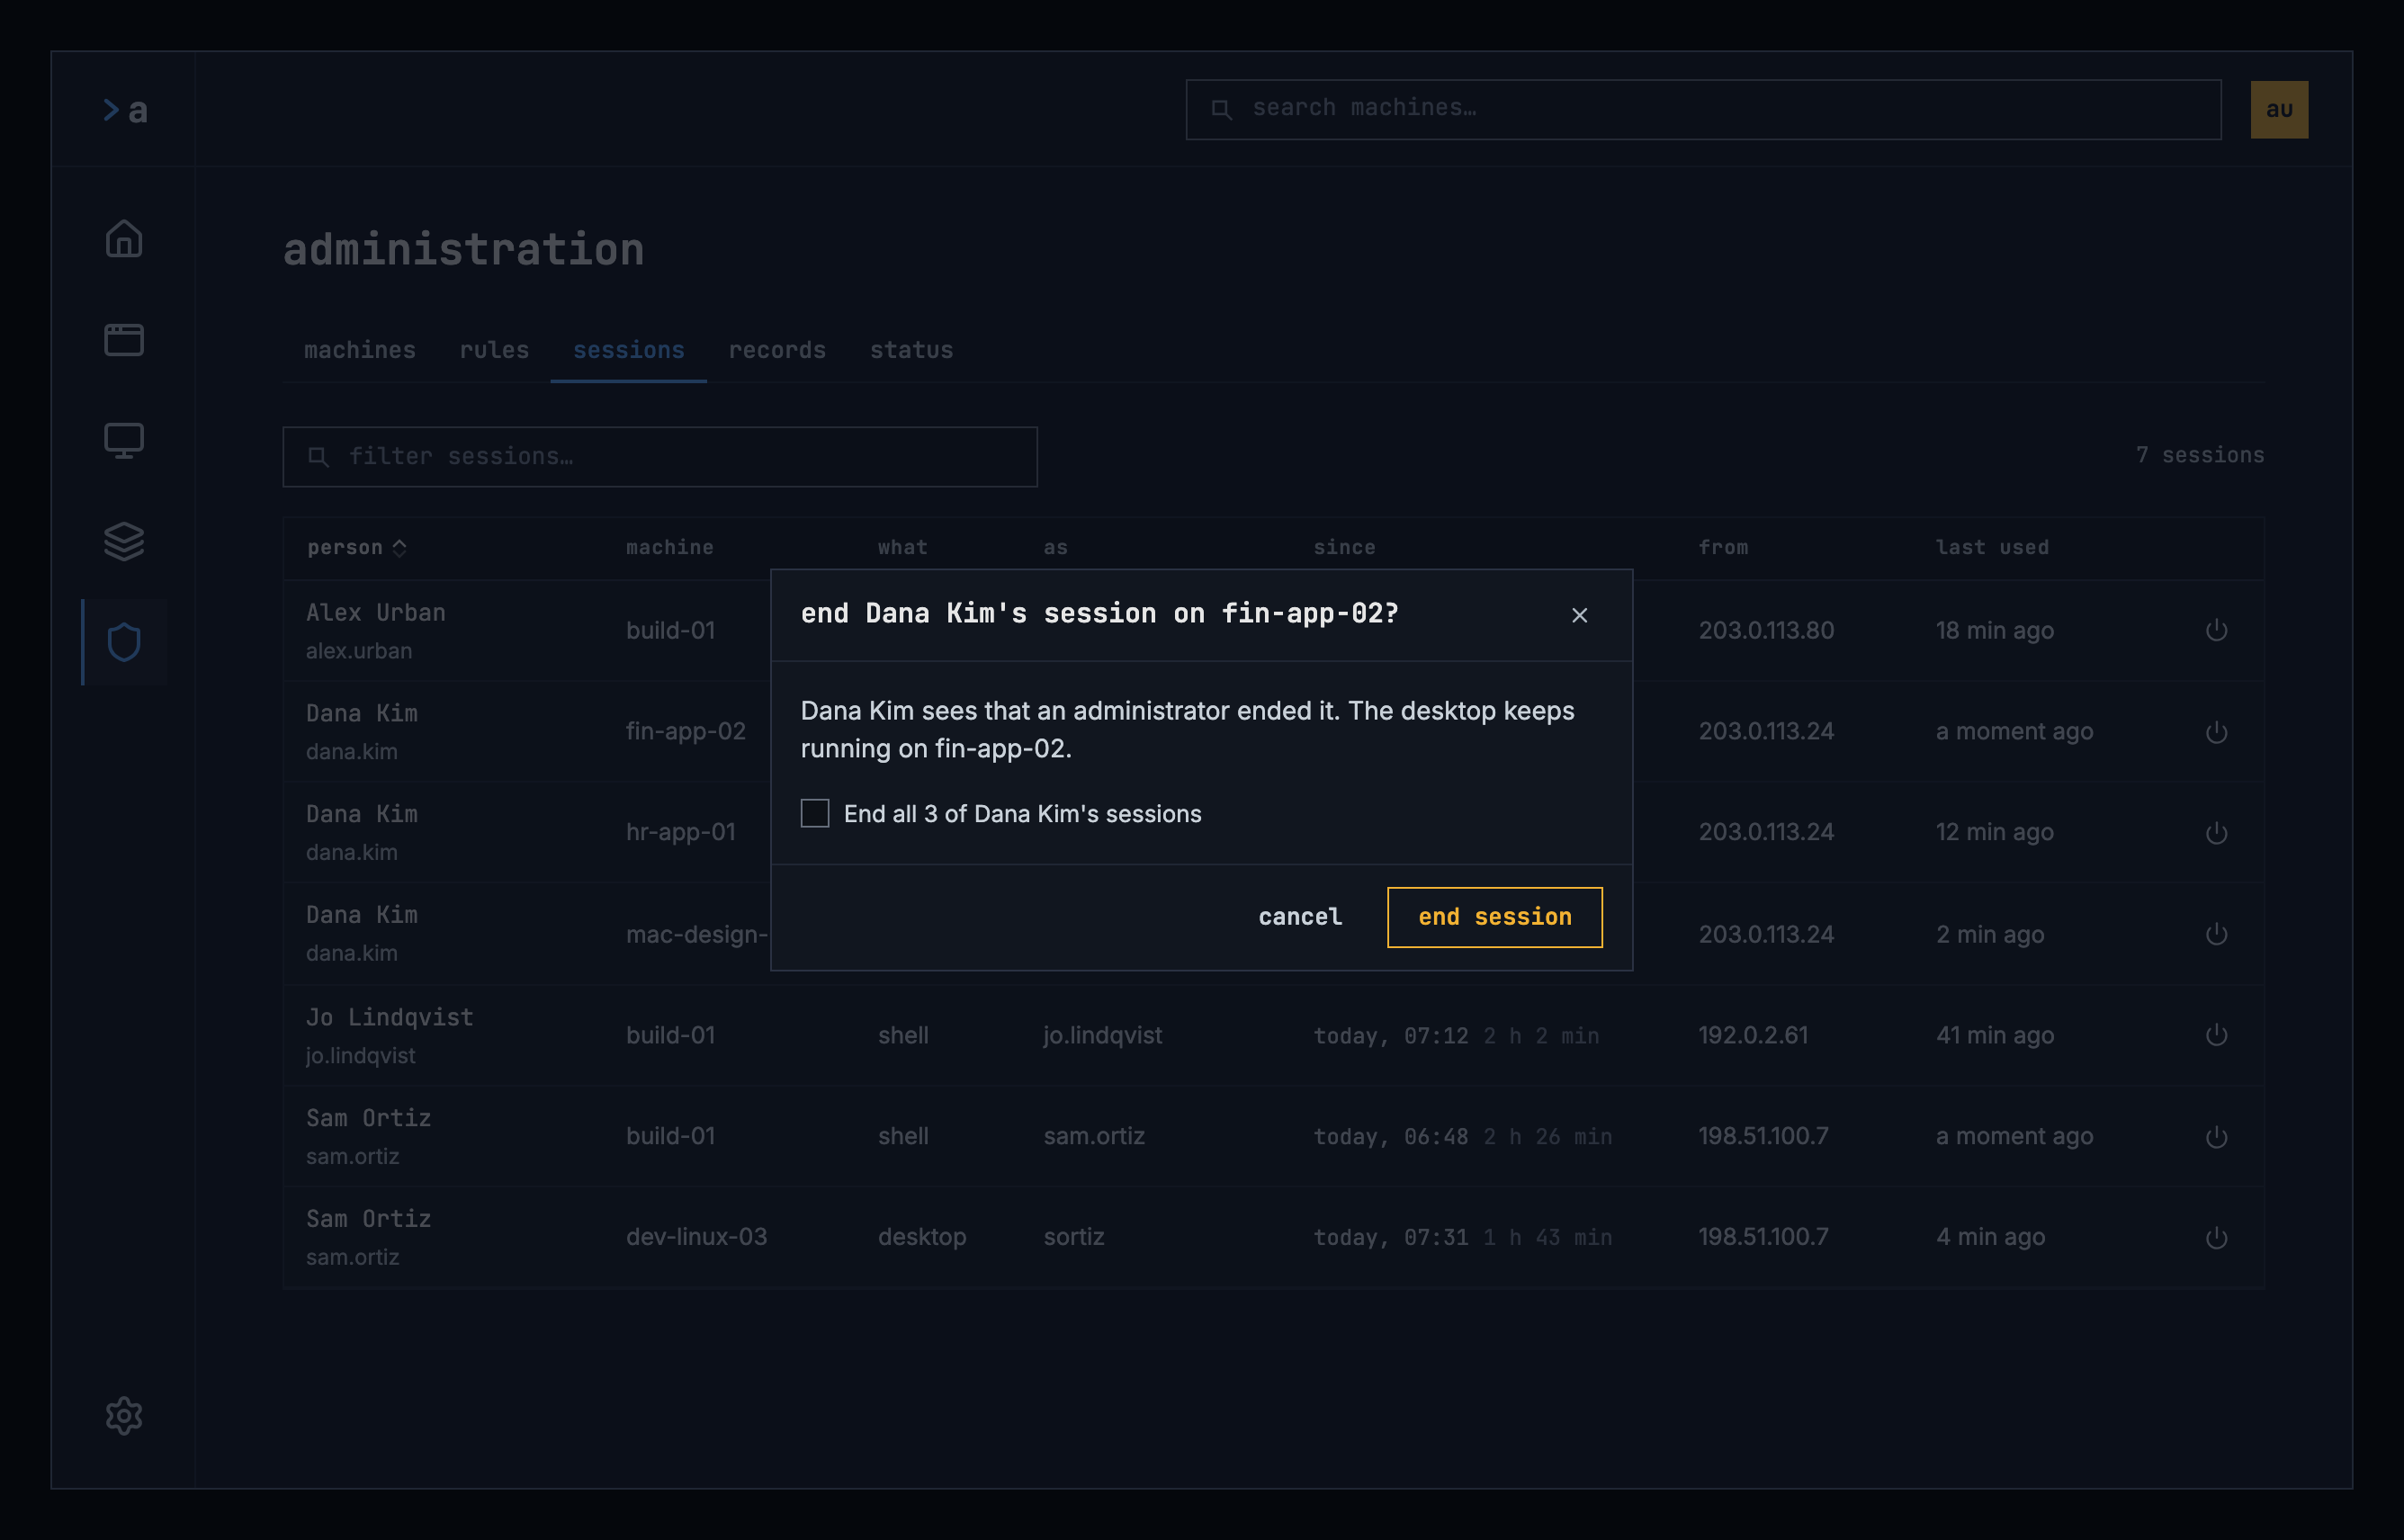 >a
search machines…
au
administration
machines rules sessions records status
filter sessions…
7 sessions
person machine what as since from last used
end Dana Kim's session on fin-app-02?
Dana Kim sees that an administrator ended it. The desktop keeps
running on fin-app-02.
End all 3 of Dana Kim's sessions
cancel end session
Alex Urban
alex.urban
build-01 203.0.113.80 18 min ago
Dana Kim
dana.kim
fin-app-02 203.0.113.24 a moment ago
Dana Kim
dana.kim
hr-app-01 203.0.113.24 12 min ago
Dana Kim
dana.kim
mac-design- 203.0.113.24 2 min ago
Jo Lindqvist
jo.lindqvist
build-01 shell jo.lindqvist today, 07:12 2 h 2 min 192.0.2.61 41 min ago
Sam Ortiz
sam.ortiz
build-01 shell sam.ortiz today, 06:48 2 h 26 min 198.51.100.7 a moment ago
Sam Ortiz
sam.ortiz
dev-linux-03 desktop sortiz today, 07:31 1 h 43 min 198.51.100.7 4 min ago